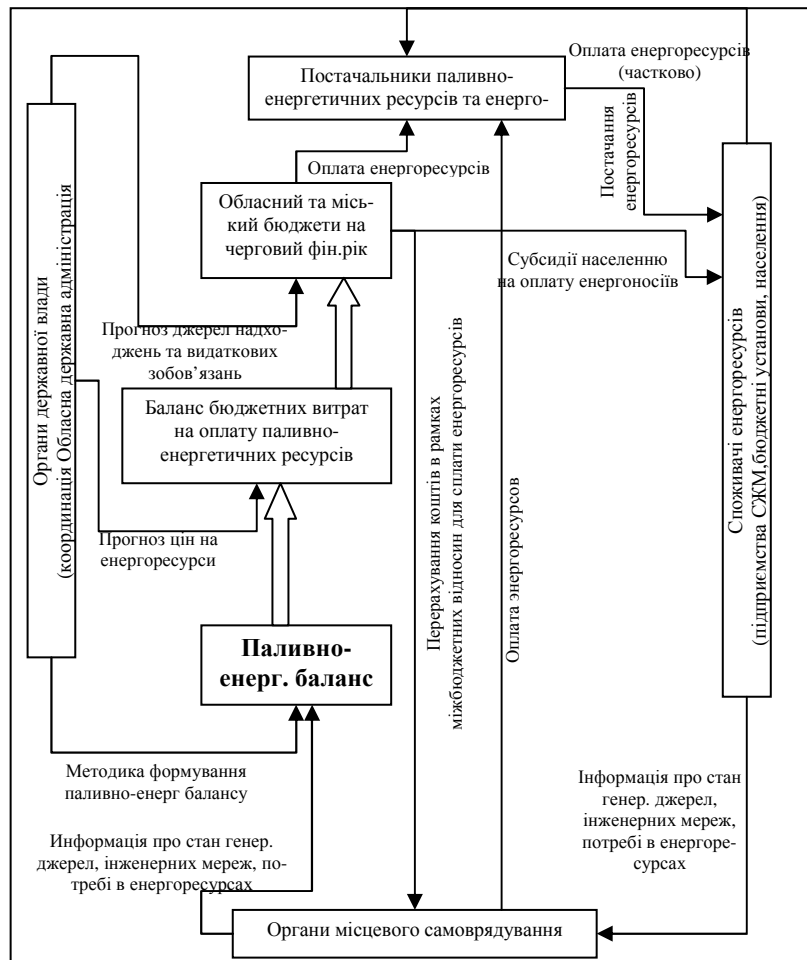 Оплата енергоресурсів
(частково)
Постачальники паливно-
енергетичних ресурсів та енерго-
Постачання
енергоресурсів
Оплата енергоресурсів
Обласний та місь-
кий бюджети на
черговий фін.рік
Субсидії населенню
на оплату енергоносіїв
Органи державної влади
(координація Обласна державна адміністрація)
Прогноз джерел надхо-
джень та видаткових
зобов’язань
Баланс бюджетних витрат
на оплату паливно-
енергетичних ресурсів
Споживачі енергоресурсів
(підприємства СЖМ,бюджетні установи, населення)
Перерахування коштів в рамках
міжбюджетних відносин для сплати енергоресурсів
Оплата энергоресурсов
Прогноз цін на
енергоресурси
Паливно-
енерг. баланс
Методика формування
паливно-енерг балансу
Информація про стан генер.
джерел, інженерних мереж, по-
требі в енергоресурсах
Інформація про стан
генер. джерел,
інженерних мереж,
потребі в енергоре-
сурсах
Органи місцевого самоврядування